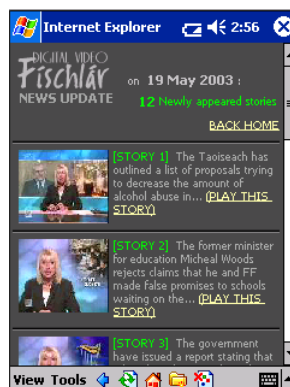 Internet Explorer 2:56
DIGITAL VIDEO
Físchlár
NEWS UPDATE
on 19 May 2003 :
12 Newly appeared stories
BACK HOME
[STORY 1] The Taoiseach has
outlined a list of proposals trying
to decrease the amount of
alcohol abuse in... (PLAY THIS
STORY)
[STORY 2] The former minister
for education Micheal Woods
rejects claims that he and FF
made false promises to schools
waiting on the... (PLAY THIS
STORY)
[STORY 3] The government
have issued a report stating that
View Tools